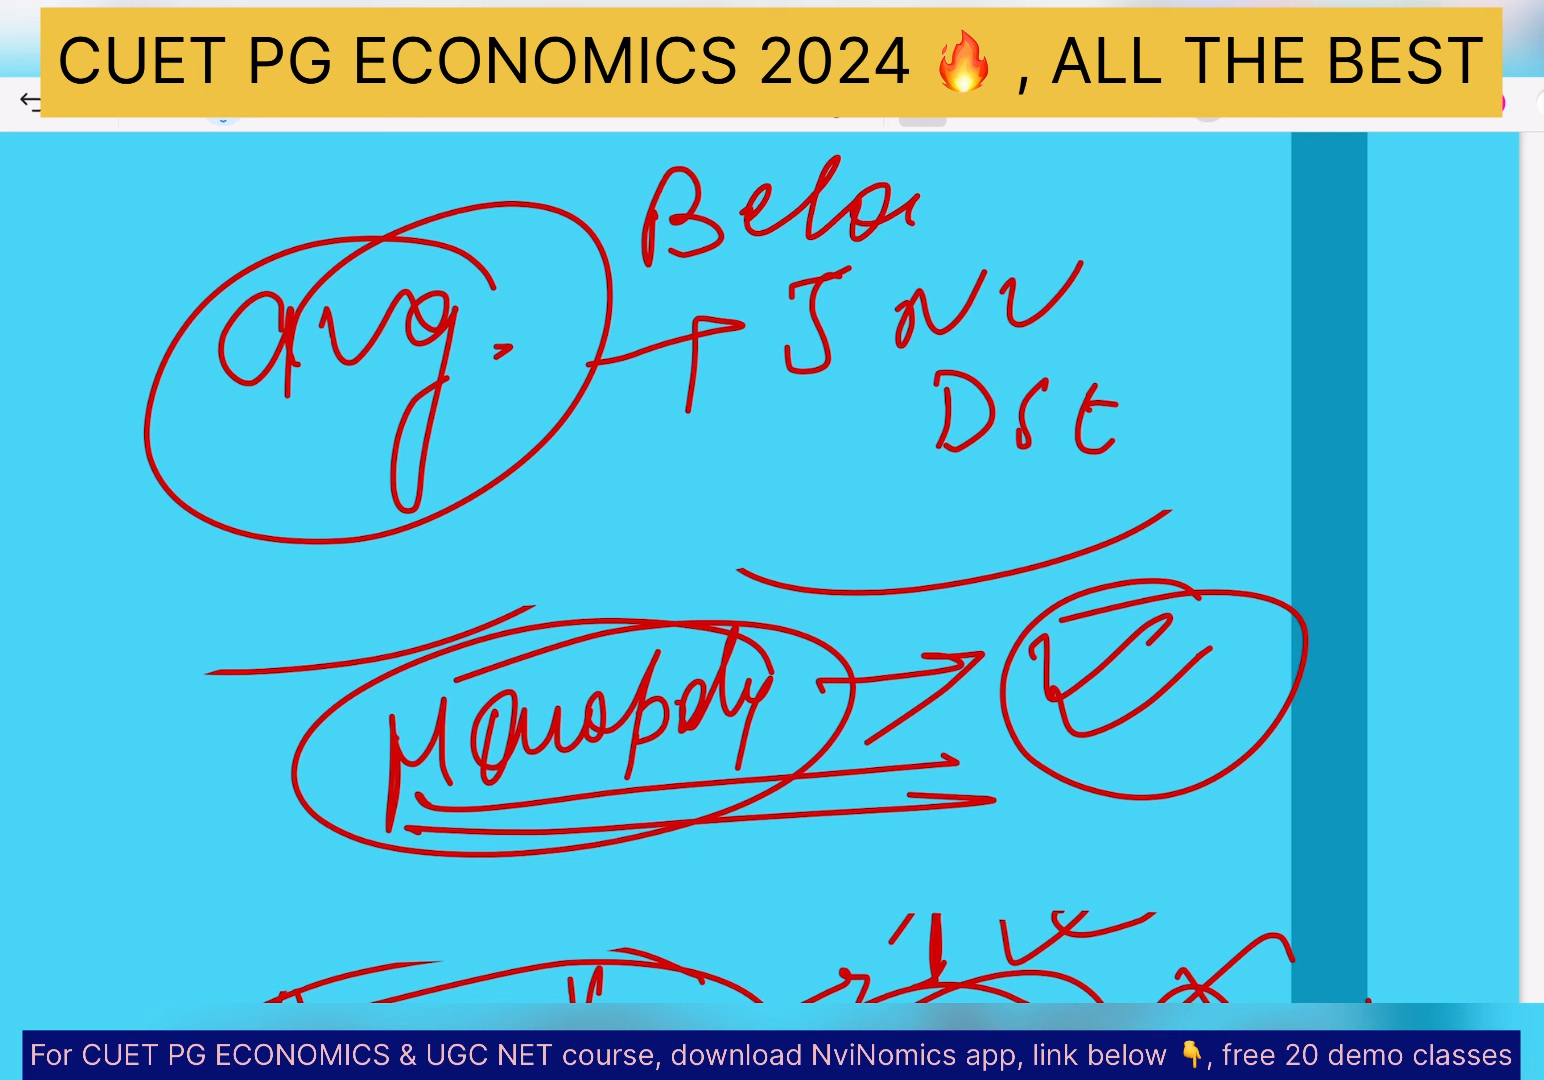 CUET PG ECONOMICS 2024 🔥 , ALL THE BEST
Below
avg. → JNU
DSE
Monopoly
For CUET PG ECONOMICS & UGC NET course, download NviNomics app, link below 👇, free 20 demo classes